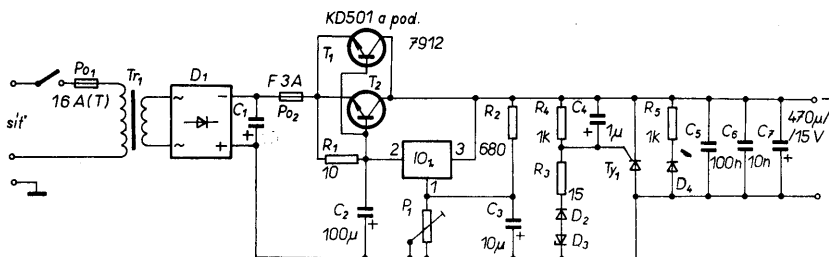 KD501 a pod.
7912
T1
T2
Po1
16 A(T)
Tr1
D1
F 3A
Po2
síť
~
~
−
+
C1
+
R1
10
2
IO2
3
1
C2
100µ
+
P1
R2
680
C3
10µ
+
R4
1k
C4
1µ
+
R3
15
D2
D3
Ty1
R5
1k
D4
C5
100n
C6
10n
C7
+
470µ/
/15 V
−